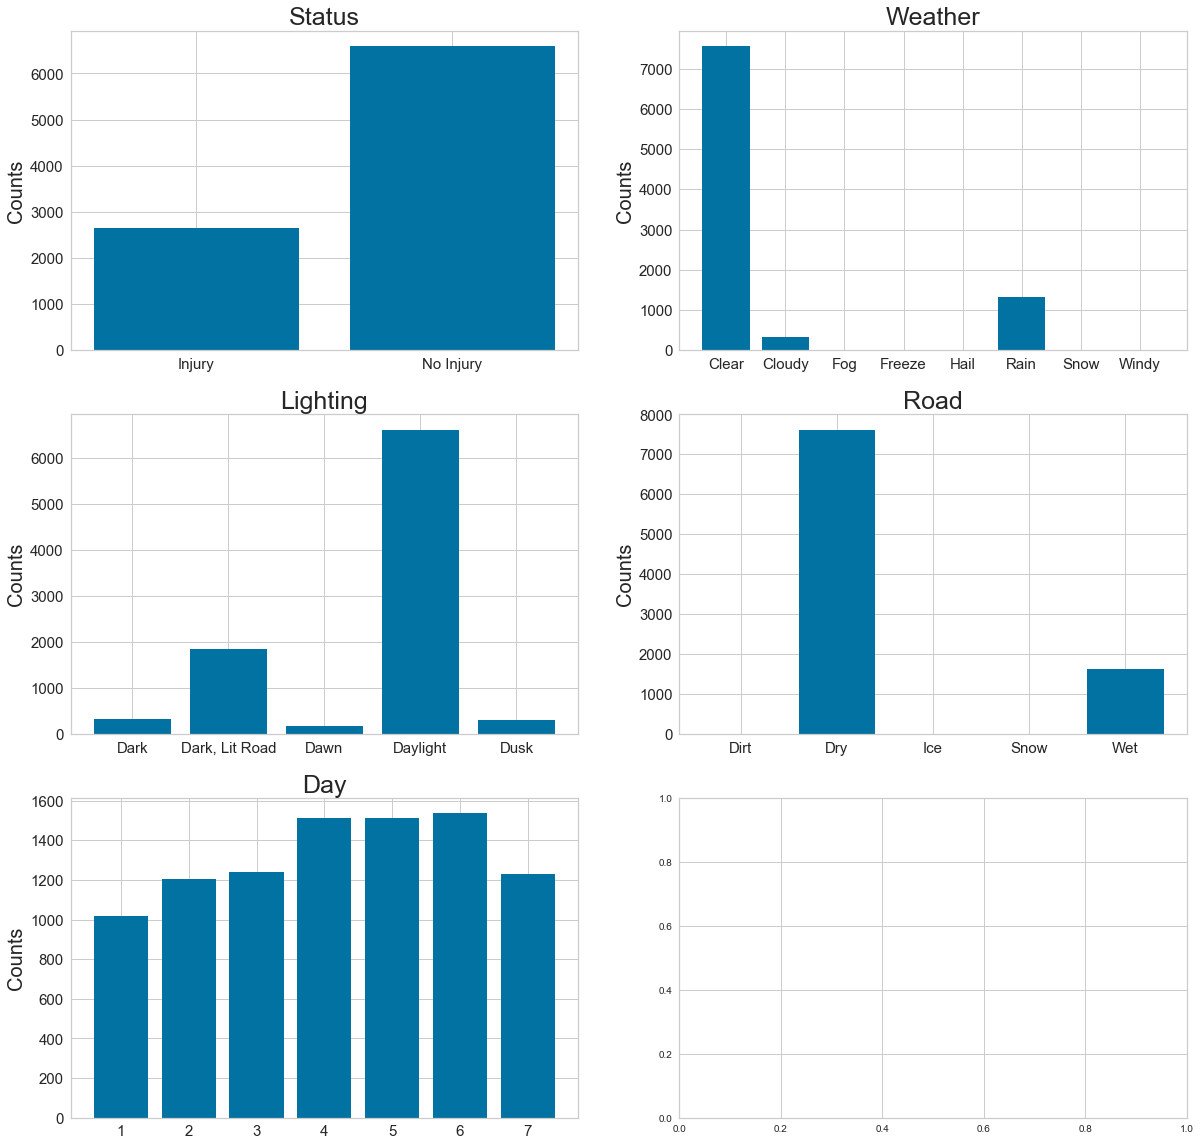 Status
Counts
6000
5000
4000
3000
2000
1000
0
Injury No Injury
Weather
Counts
7000
6000
5000
4000
3000
2000
1000
0
Clear Cloudy Fog Freeze Hail Rain Snow Windy
Lighting
Counts
6000
5000
4000
3000
2000
1000
0
Dark Dark, Lit Road Dawn Daylight Dusk
Road
Counts
8000
7000
6000
5000
4000
3000
2000
1000
0
Dirt Dry Ice Snow Wet
Day
Counts
1600
1400
1200
1000
800
600
400
200
0
1 2 3 4 5 6 7
1.0
0.8
0.6
0.4
0.2
0.0
0.0 0.2 0.4 0.6 0.8 1.0